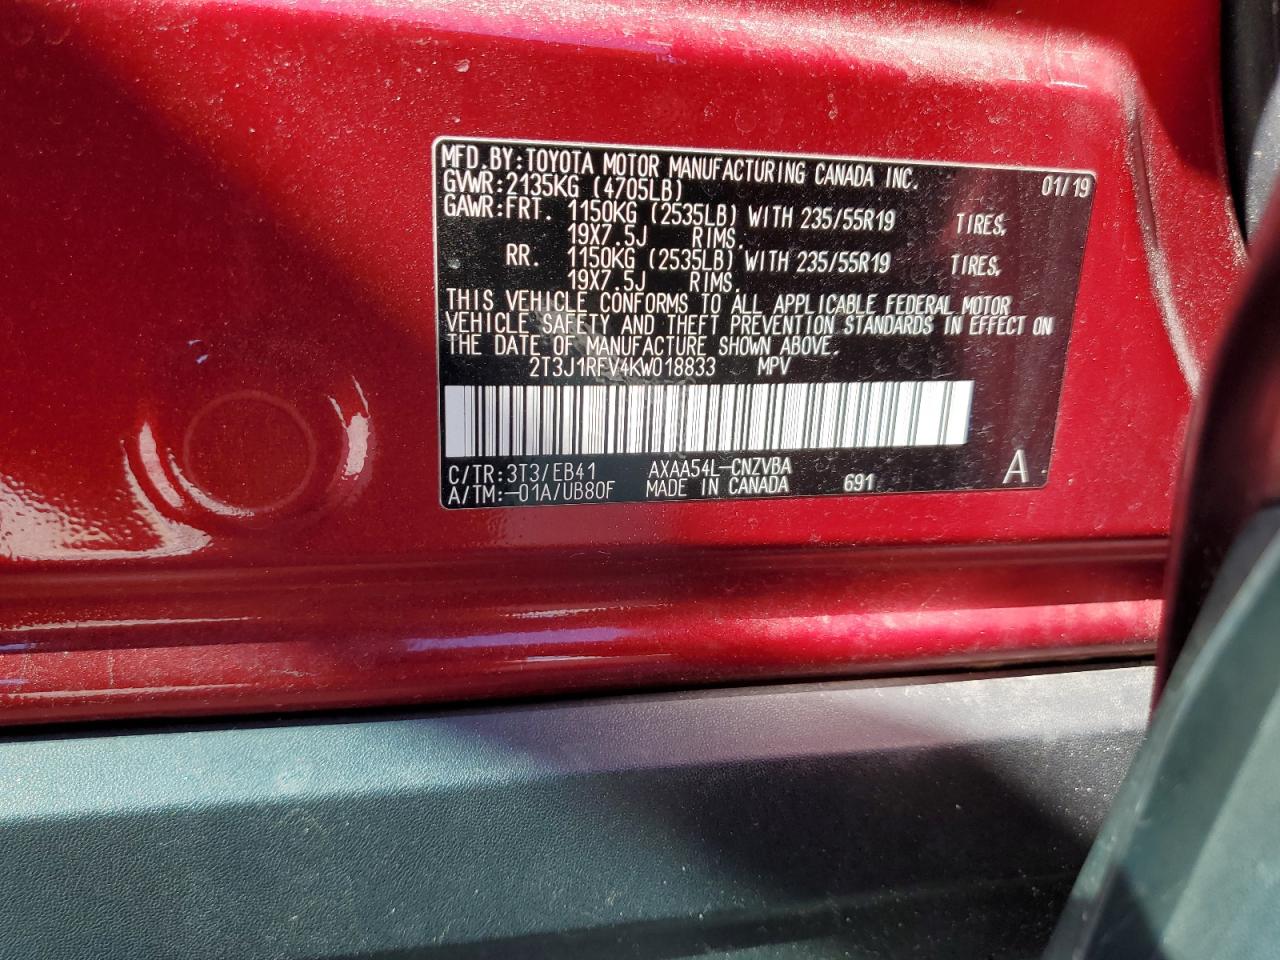 MFD.BY:TOYOTA MOTOR MANUFACTURING CANADA INC. 01/19
GVWR:2135KG (4705LB)
GAWR:FRT. 1150KG (2535LB) WITH 235/55R19 TIRES,
19X7.5J RIMS.
RR. 1150KG (2535LB) WITH 235/55R19 TIRES,
19X7.5J RIMS.
THIS VEHICLE CONFORMS TO ALL APPLICABLE FEDERAL MOTOR
VEHICLE SAFETY AND THEFT PREVENTION STANDARDS IN EFFECT ON
THE DATE OF MANUFACTURE SHOWN ABOVE.
2T3J1RFV4KW018833 MPV
C/TR:3T3/EB41 AXAA54L-CNZVBA
A/TM:-01A/UB80F MADE IN CANADA 691 A